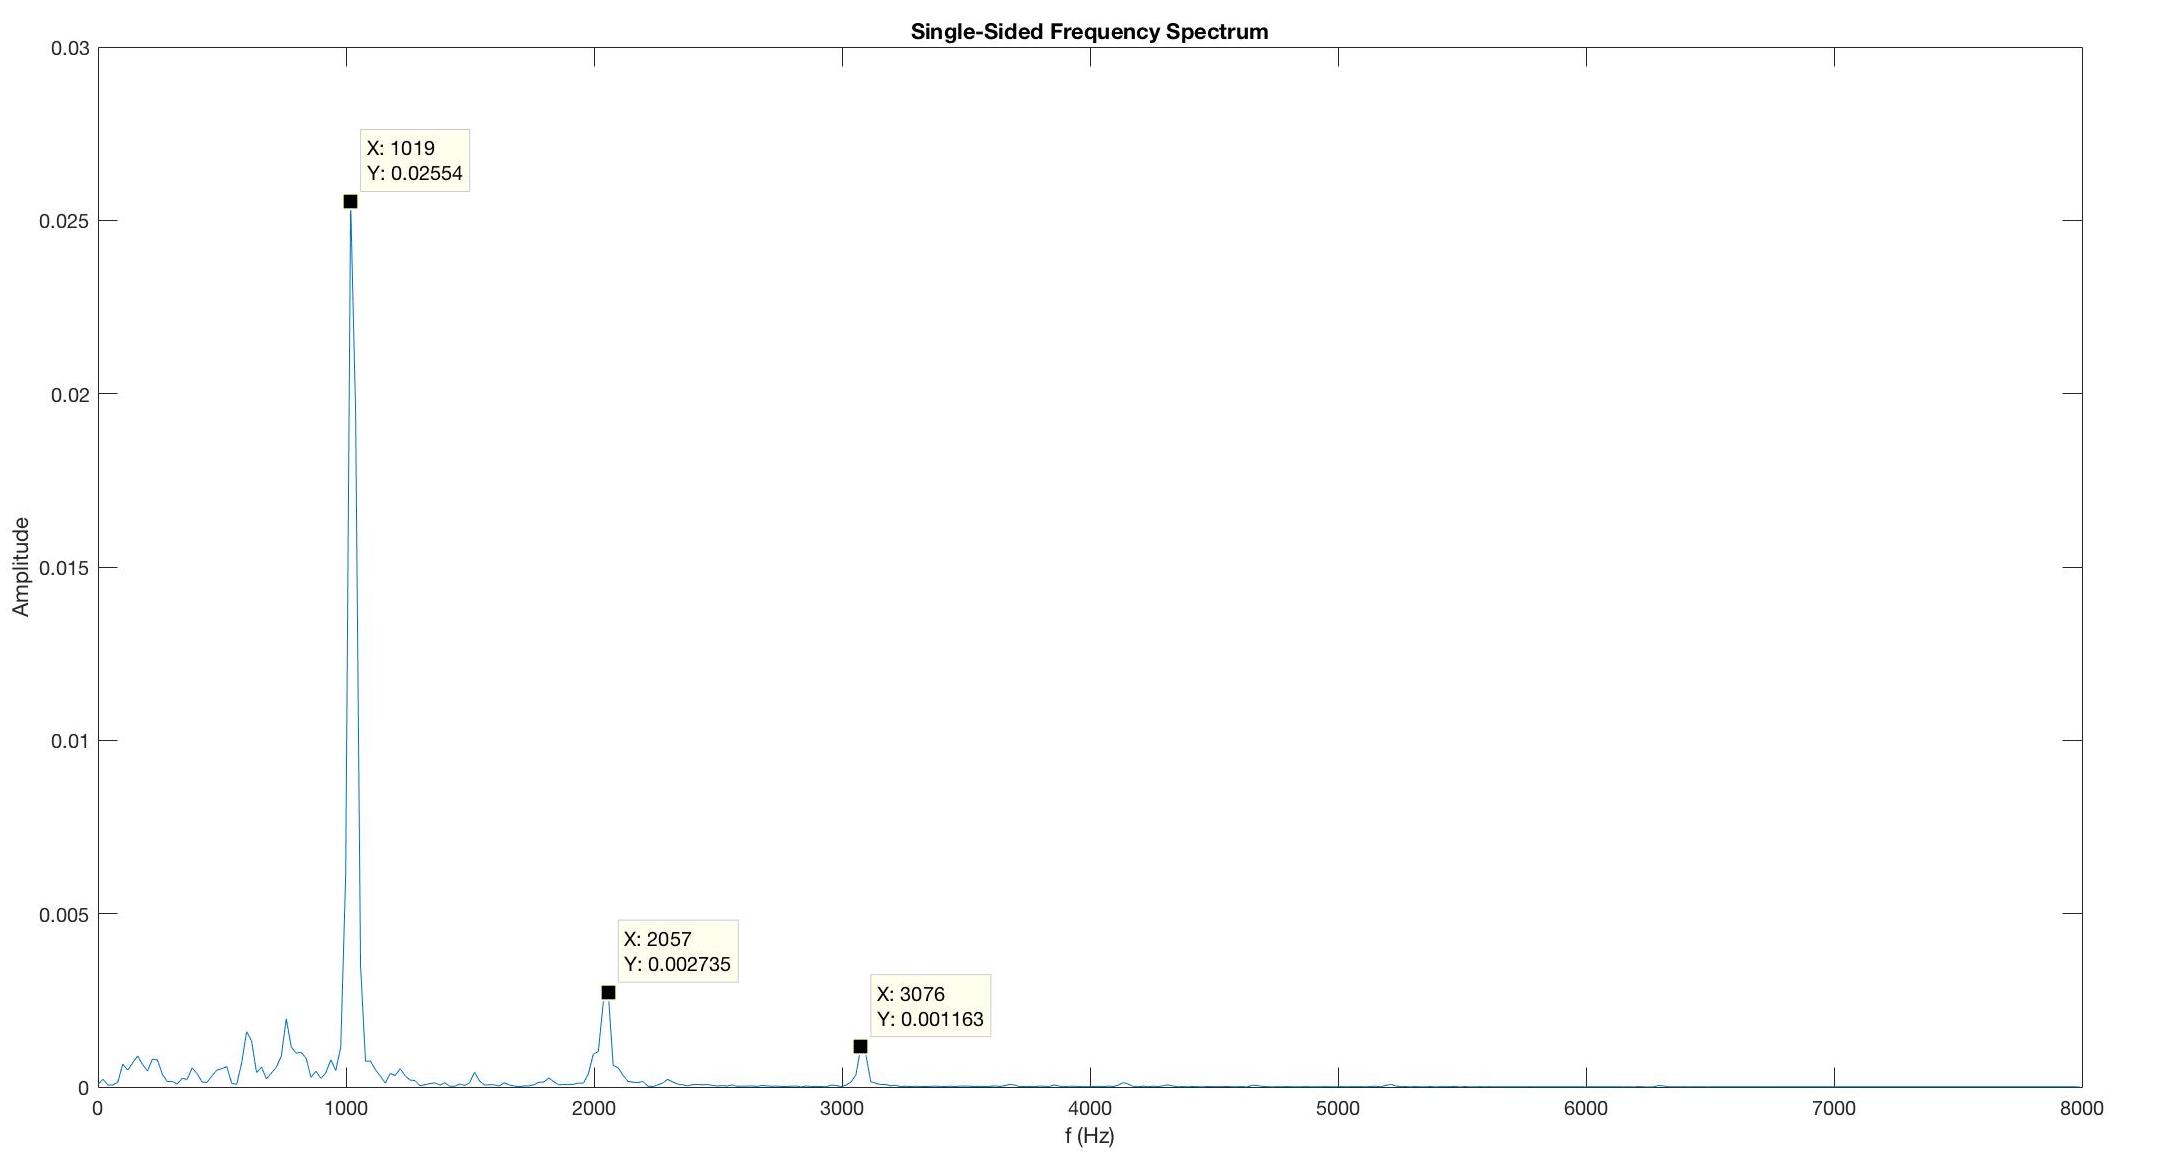 Single-Sided Frequency Spectrum
0.03
0.025
0.02
0.015
0.01
0.005
0
Amplitude
X: 1019
Y: 0.02554
X: 2057
Y: 0.002735
X: 3076
Y: 0.001163
0 1000 2000 3000 4000 5000 6000 7000 8000
f (Hz)